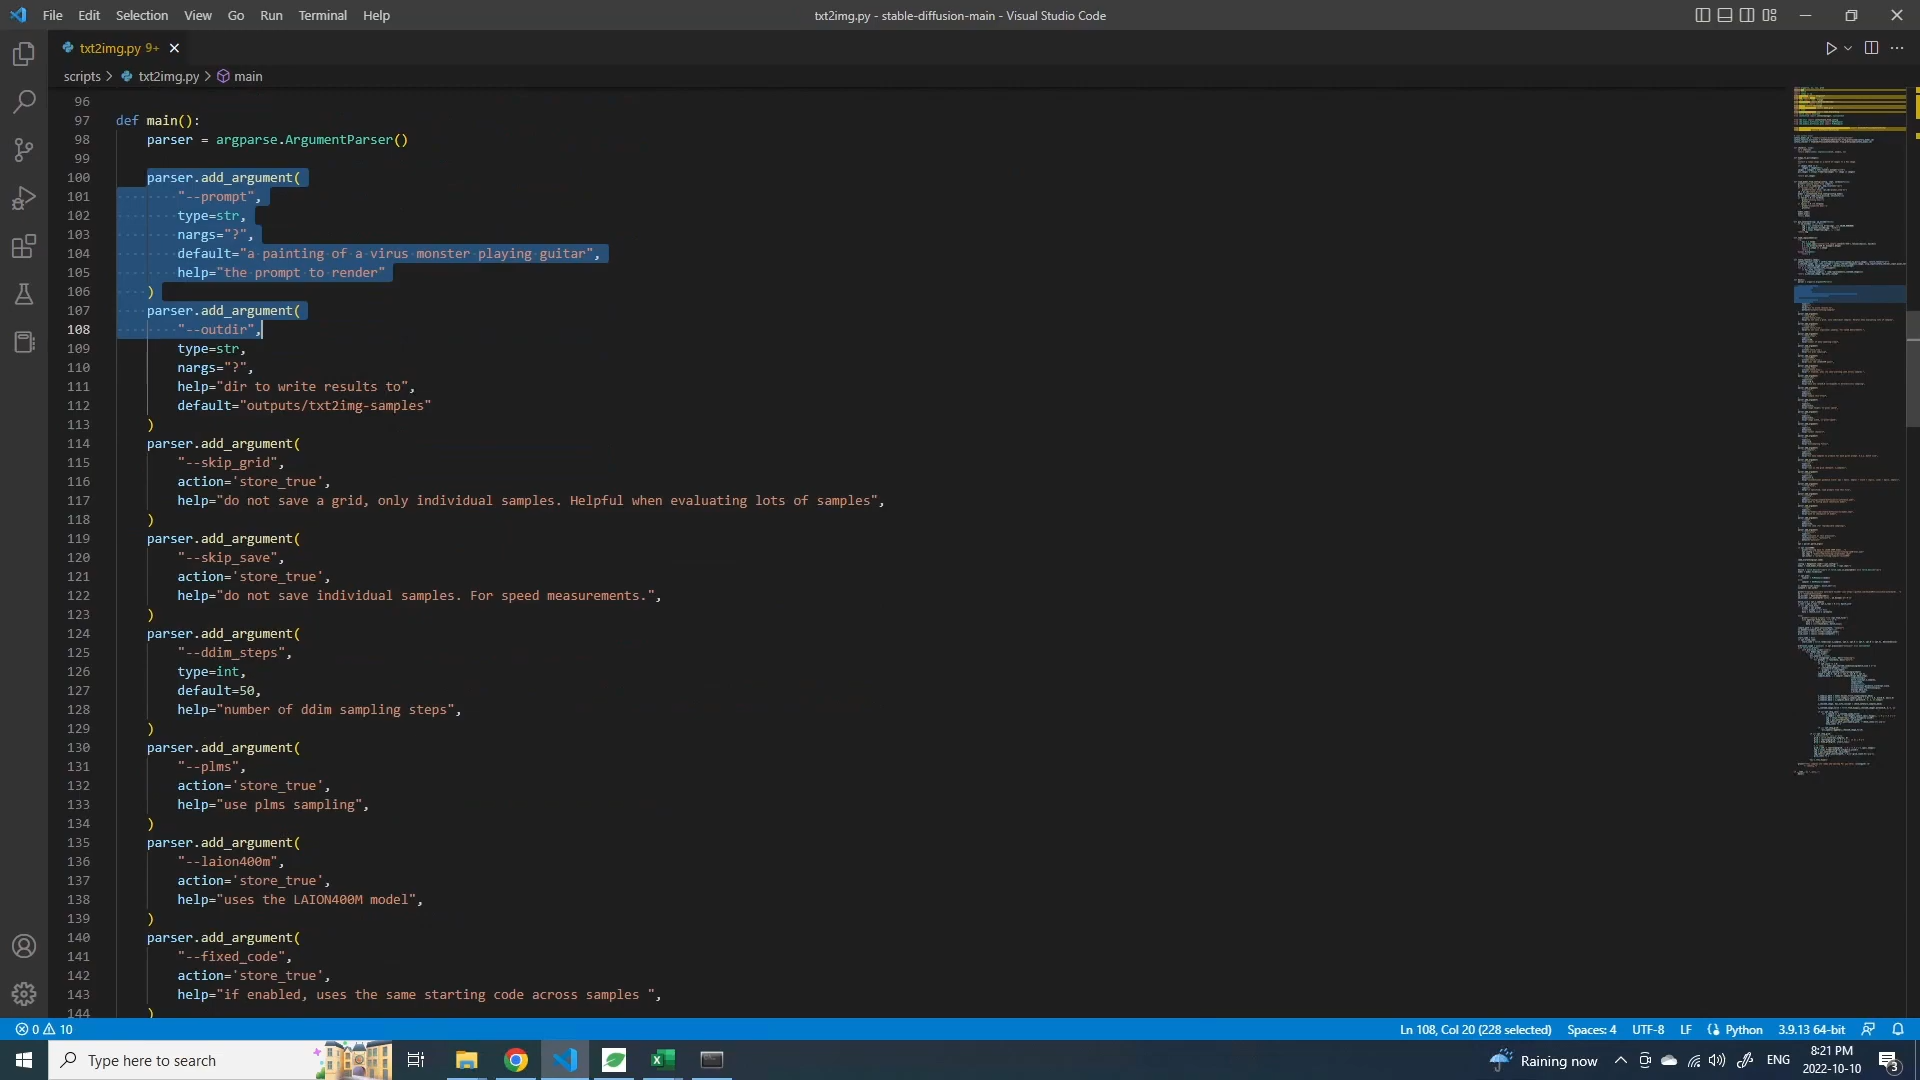 File Edit Selection View Go Run Terminal Help
txt2img.py - stable-diffusion-main - Visual Studio Code
txt2img.py 9+
scripts > txt2img.py > main
96
97 def main():
98 parser = argparse.ArgumentParser()
99
100 parser.add_argument(
101 "--prompt",
102 type=str,
103 nargs="?",
104 default="a painting of a virus monster playing guitar",
105 help="the prompt to render"
106 )
107 parser.add_argument(
108 "--outdir",
109 type=str,
110 nargs="?",
111 help="dir to write results to",
112 default="outputs/txt2img-samples"
113 )
114 parser.add_argument(
115 "--skip_grid",
116 action='store_true',
117 help="do not save a grid, only individual samples. Helpful when evaluating lots of samples",
118 )
119 parser.add_argument(
120 "--skip_save",
121 action='store_true',
122 help="do not save individual samples. For speed measurements.",
123 )
124 parser.add_argument(
125 "--ddim_steps",
126 type=int,
127 default=50,
128 help="number of ddim sampling steps",
129 )
130 parser.add_argument(
131 "--plms",
132 action='store_true',
133 help="use plms sampling",
134 )
135 parser.add_argument(
136 "--laion400m",
137 action='store_true',
138 help="uses the LAION400M model",
139 )
140 parser.add_argument(
141 "--fixed_code",
142 action='store_true',
143 help="if enabled, uses the same starting code across samples ",
144 )
0 10
Ln 108, Col 20 (228 selected) Spaces: 4 UTF-8 LF Python 3.9.13 64-bit
Type here to search
Raining now
ENG
8:21 PM
2022-10-10
3